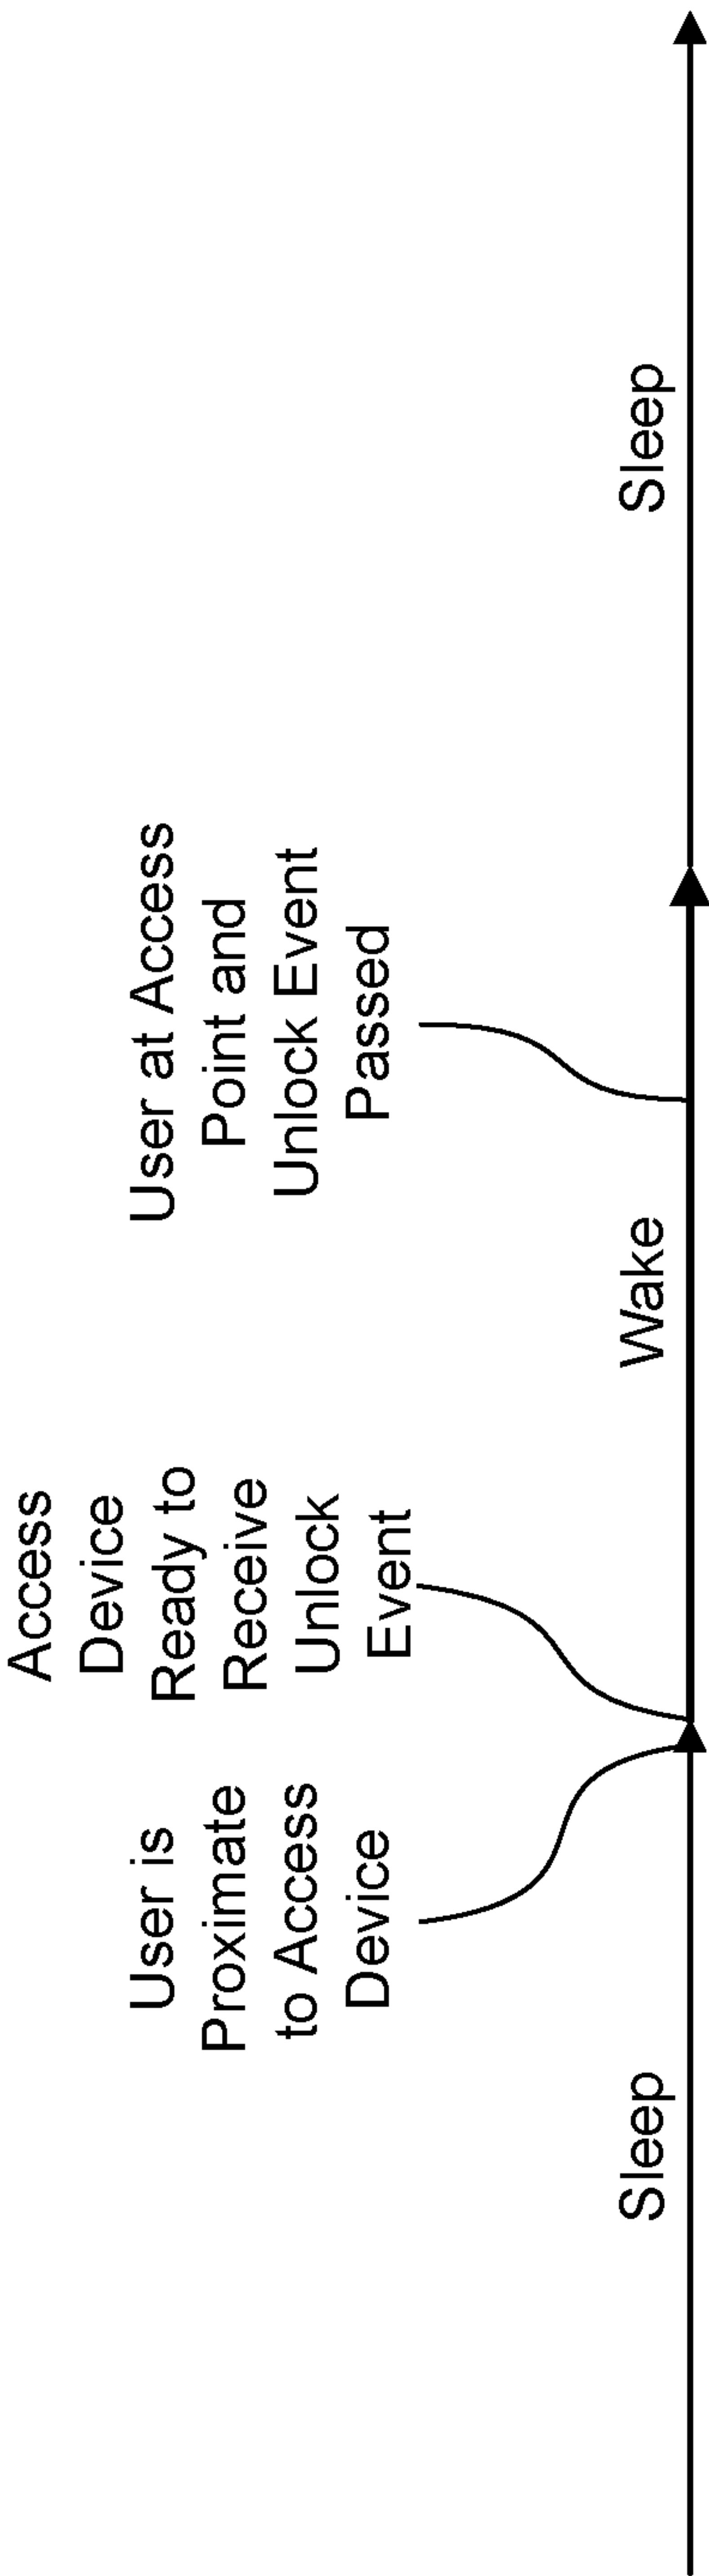 User is
Proximate
to Access
Device
Access
Device
Ready to
Receive
Unlock
Event
User at Access
Point and
Unlock Event
Passed
Sleep
Wake
Sleep